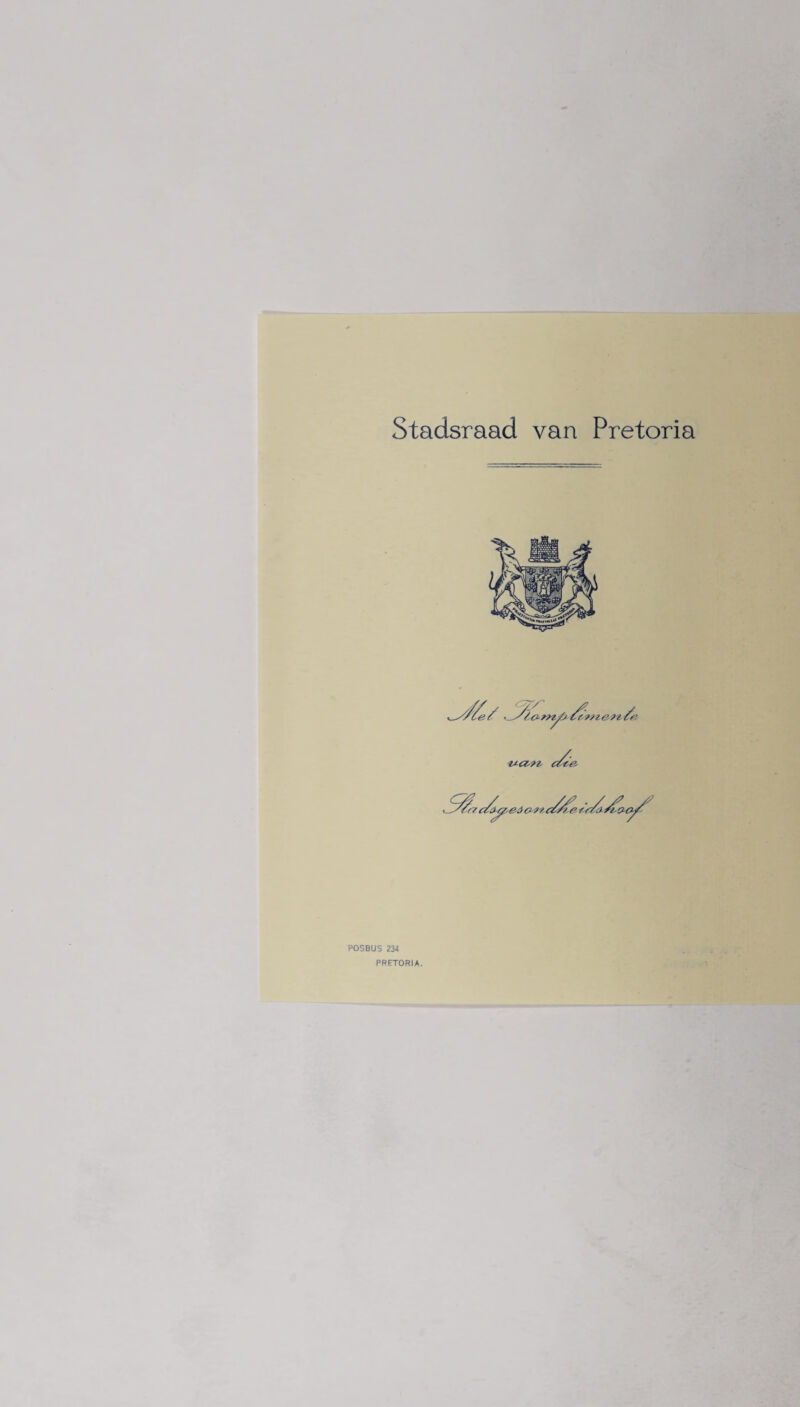 Stadsraad van Pretoria
Met Komplimente
van die
Stadsgesondheidshoof
POSBUS 234
PRETORIA.